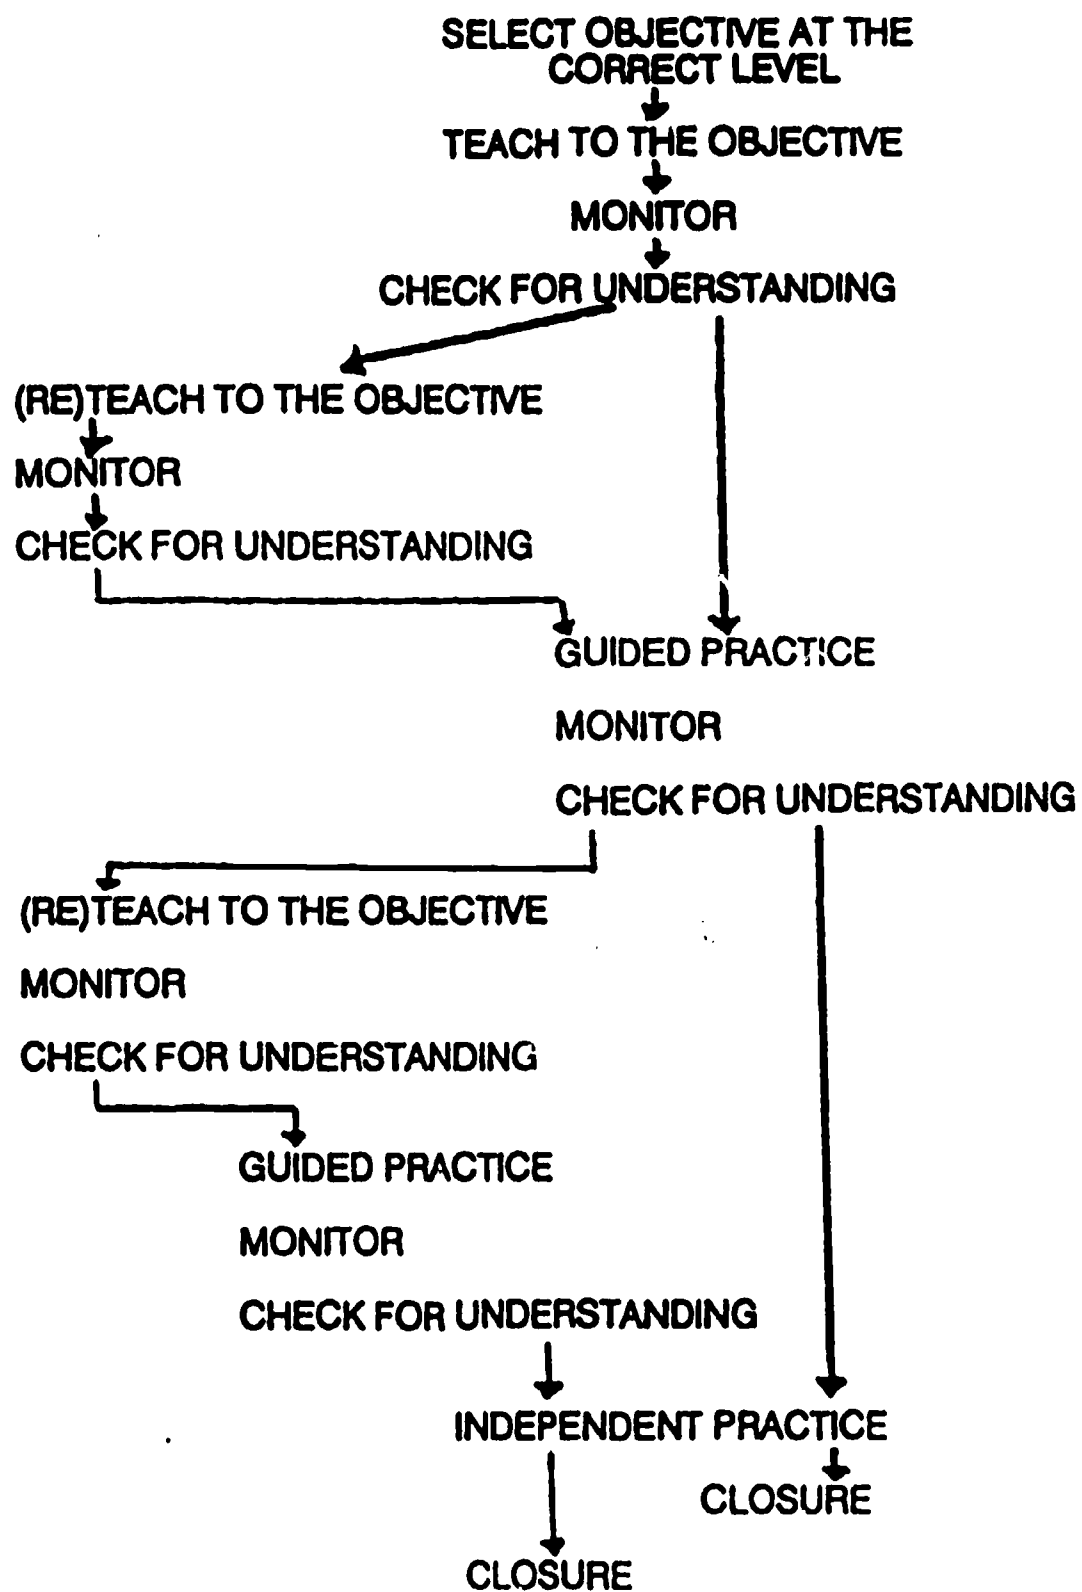 SELECT OBJECTIVE AT THE
CORRECT LEVEL
TEACH TO THE OBJECTIVE
MONITOR
CHECK FOR UNDERSTANDING
(RE)TEACH TO THE OBJECTIVE
MONITOR
CHECK FOR UNDERSTANDING
GUIDED PRACTICE
MONITOR
CHECK FOR UNDERSTANDING
(RE)TEACH TO THE OBJECTIVE
MONITOR
CHECK FOR UNDERSTANDING
GUIDED PRACTICE
MONITOR
CHECK FOR UNDERSTANDING
INDEPENDENT PRACTICE
CLOSURE
CLOSURE